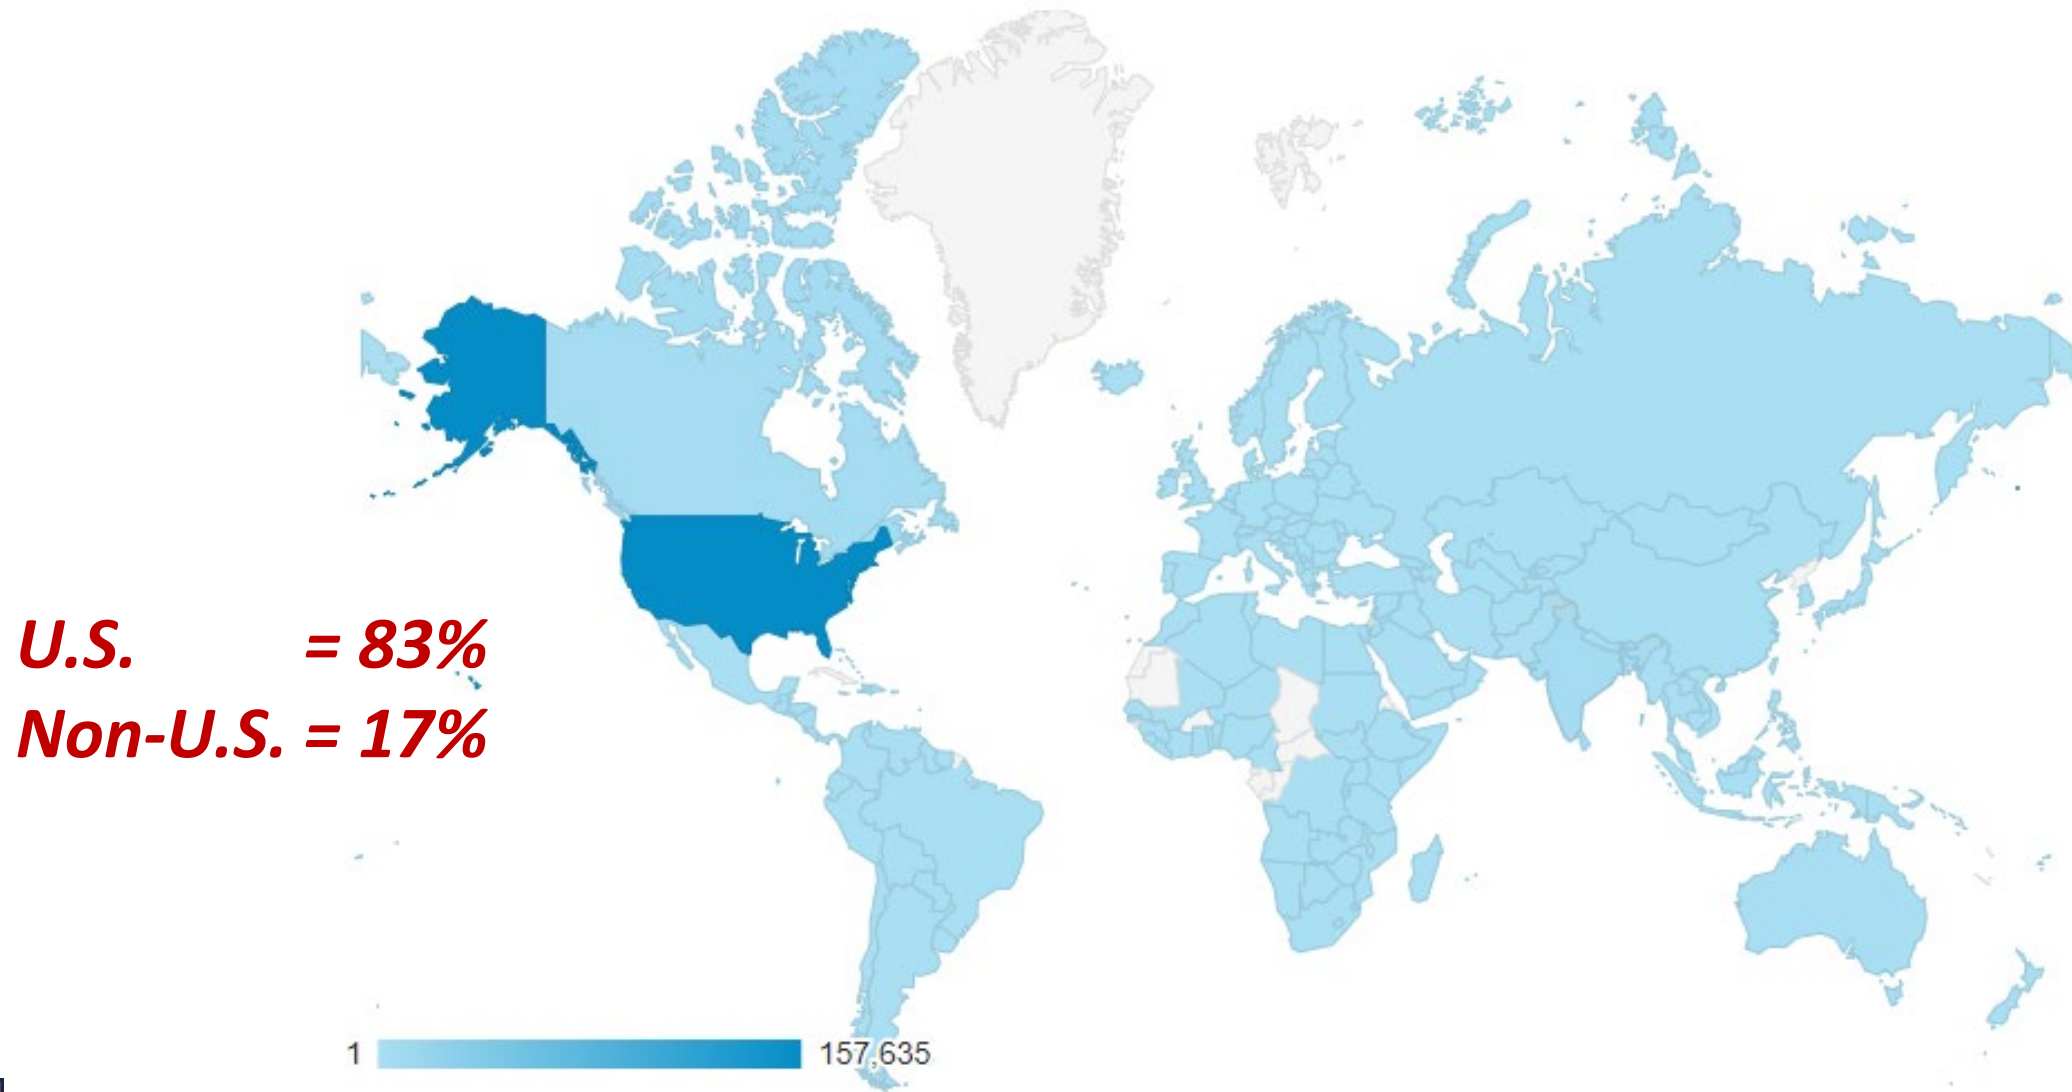 U.S. = 83%
Non-U.S. = 17%
1 157,635